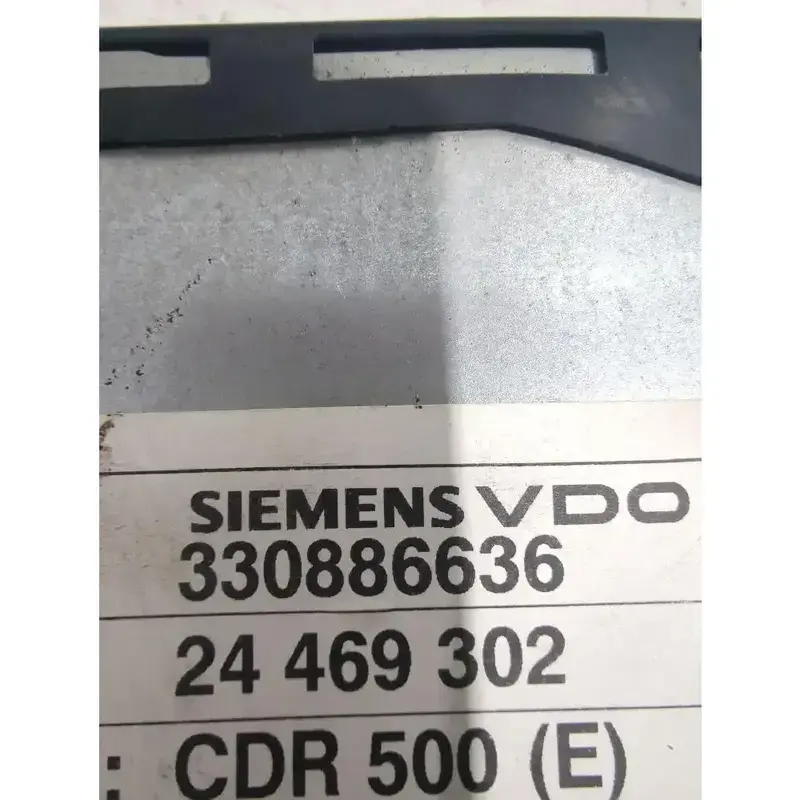 SIEMENS VDO
330886636
24 469 302
: CDR 500 (E)